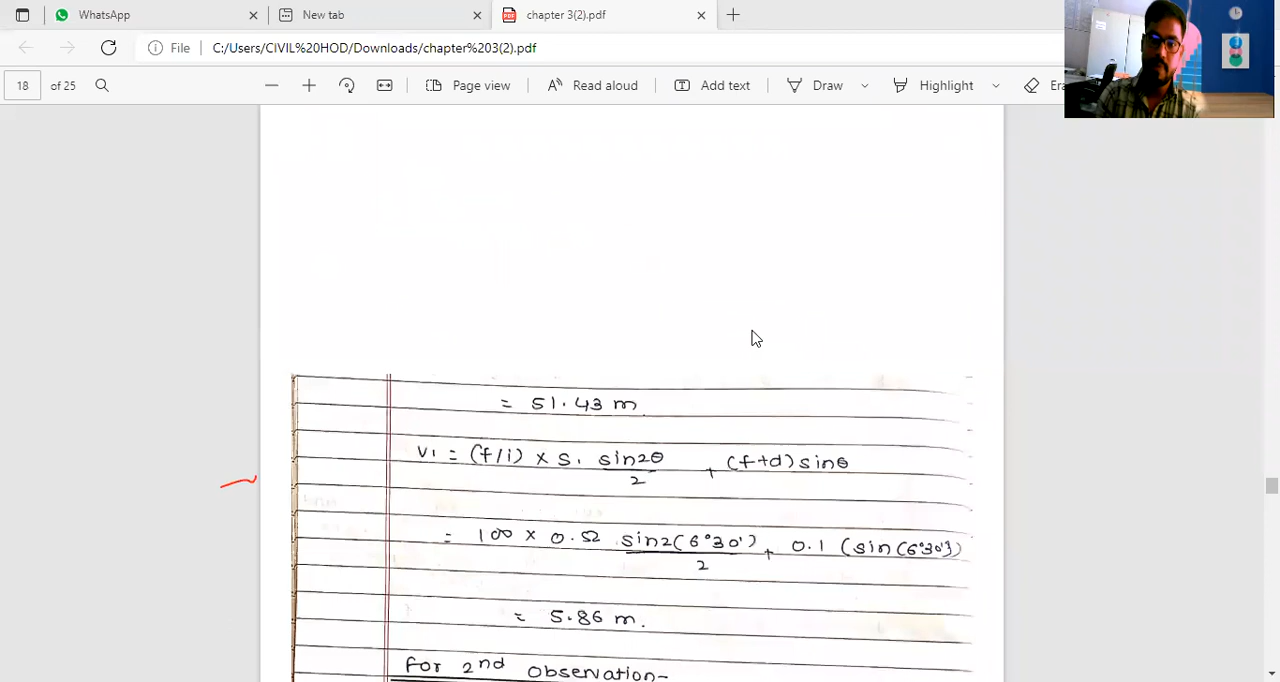 WhatsApp
New tab
chapter 3(2).pdf
File
C:/Users/CIVIL%20HOD/Downloads/chapter%203(2).pdf
18
of 25
Page view
Read aloud
Add text
Draw
Highlight
Era
= 51.43 m.
V1 = (f/i) × S. sin2θ/2 + (f+d) sinθ
= 100 × 0.52 sin2(6°30')/2 + 0.1 (sin(6°30'))
= 5.86 m.
For 2nd Observation-